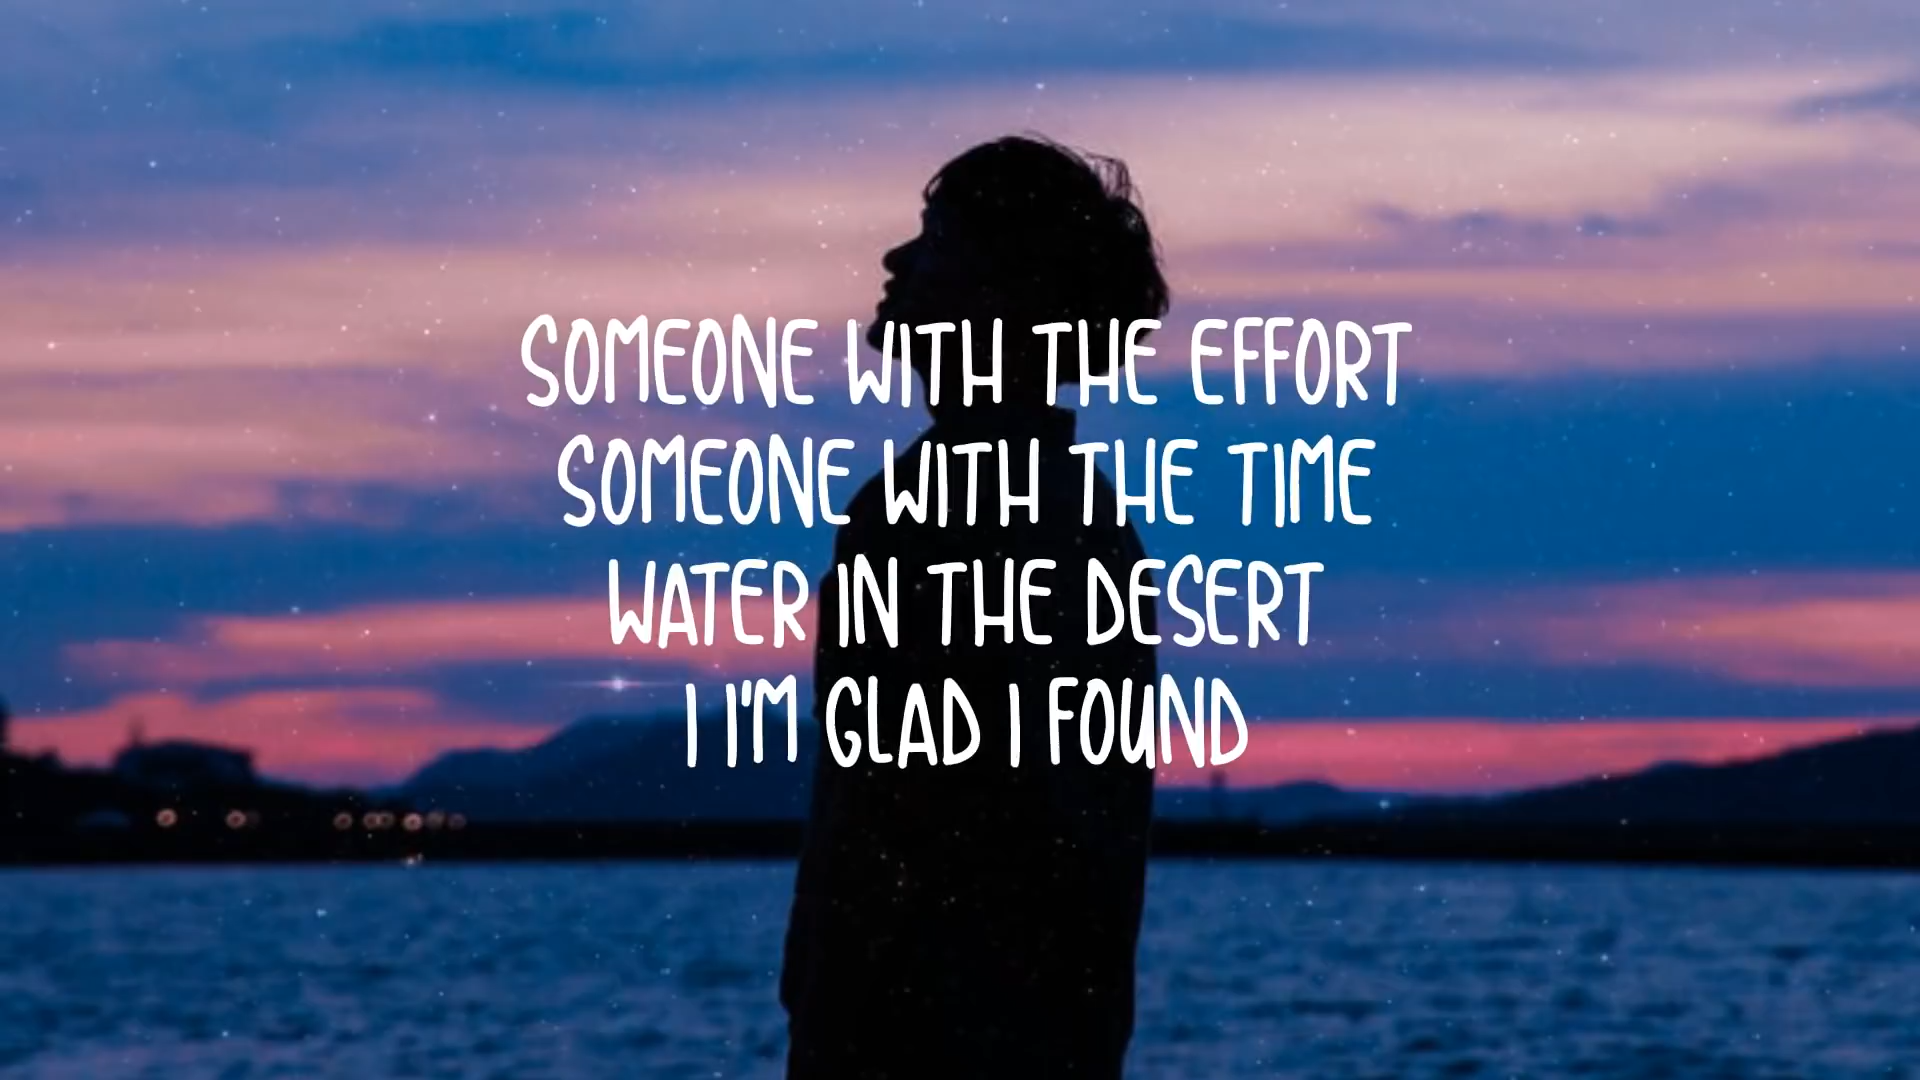 SOMEONE WITH THE EFFORT
SOMEONE WITH THE TIME
WATER IN THE DESERT
I I'M GLAD I FOUND